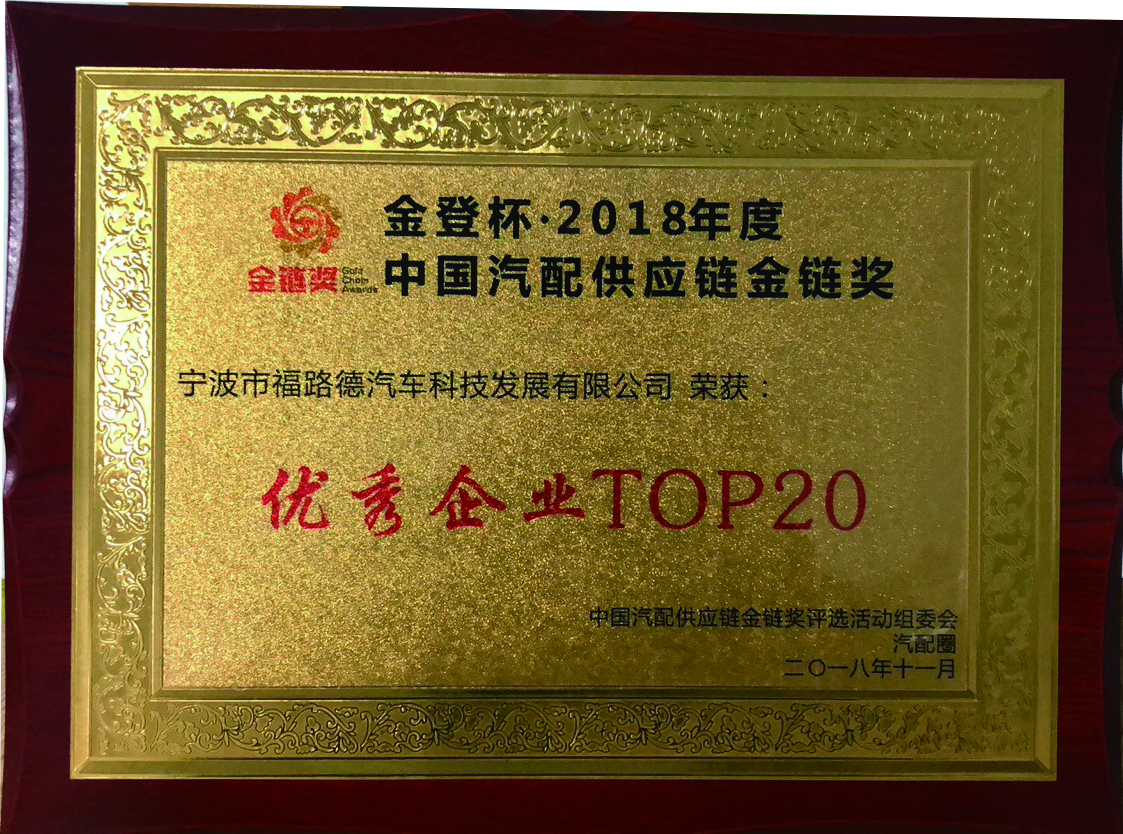 金登杯·2018年度
金链奖 Gold Chain Awards
中国汽配供应链金链奖
宁波市福路德汽车科技发展有限公司 荣获：
优秀企业TOP20
中国汽配供应链金链奖评选活动组委会
汽配圈
二〇一八年十一月